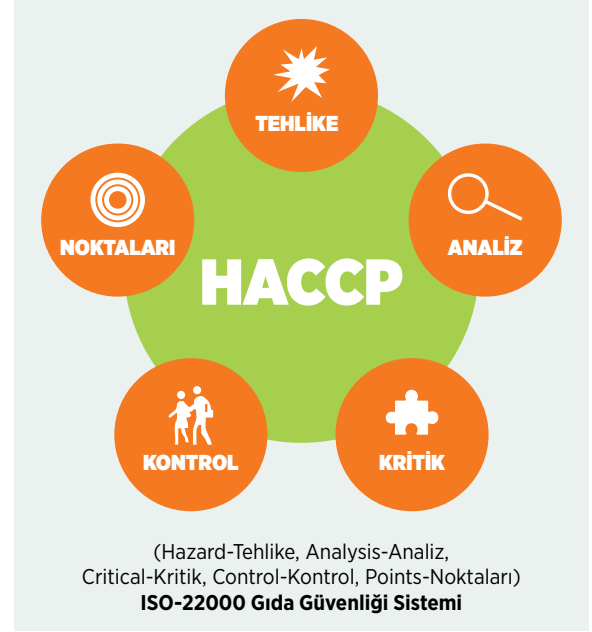 TEHLİKE
NOKTALARI
ANALİZ
HACCP
KONTROL
KRİTİK
(Hazard-Tehlike, Analysis-Analiz,
Critical-Kritik, Control-Kontrol, Points-Noktaları)
ISO-22000 Gıda Güvenliği Sistemi